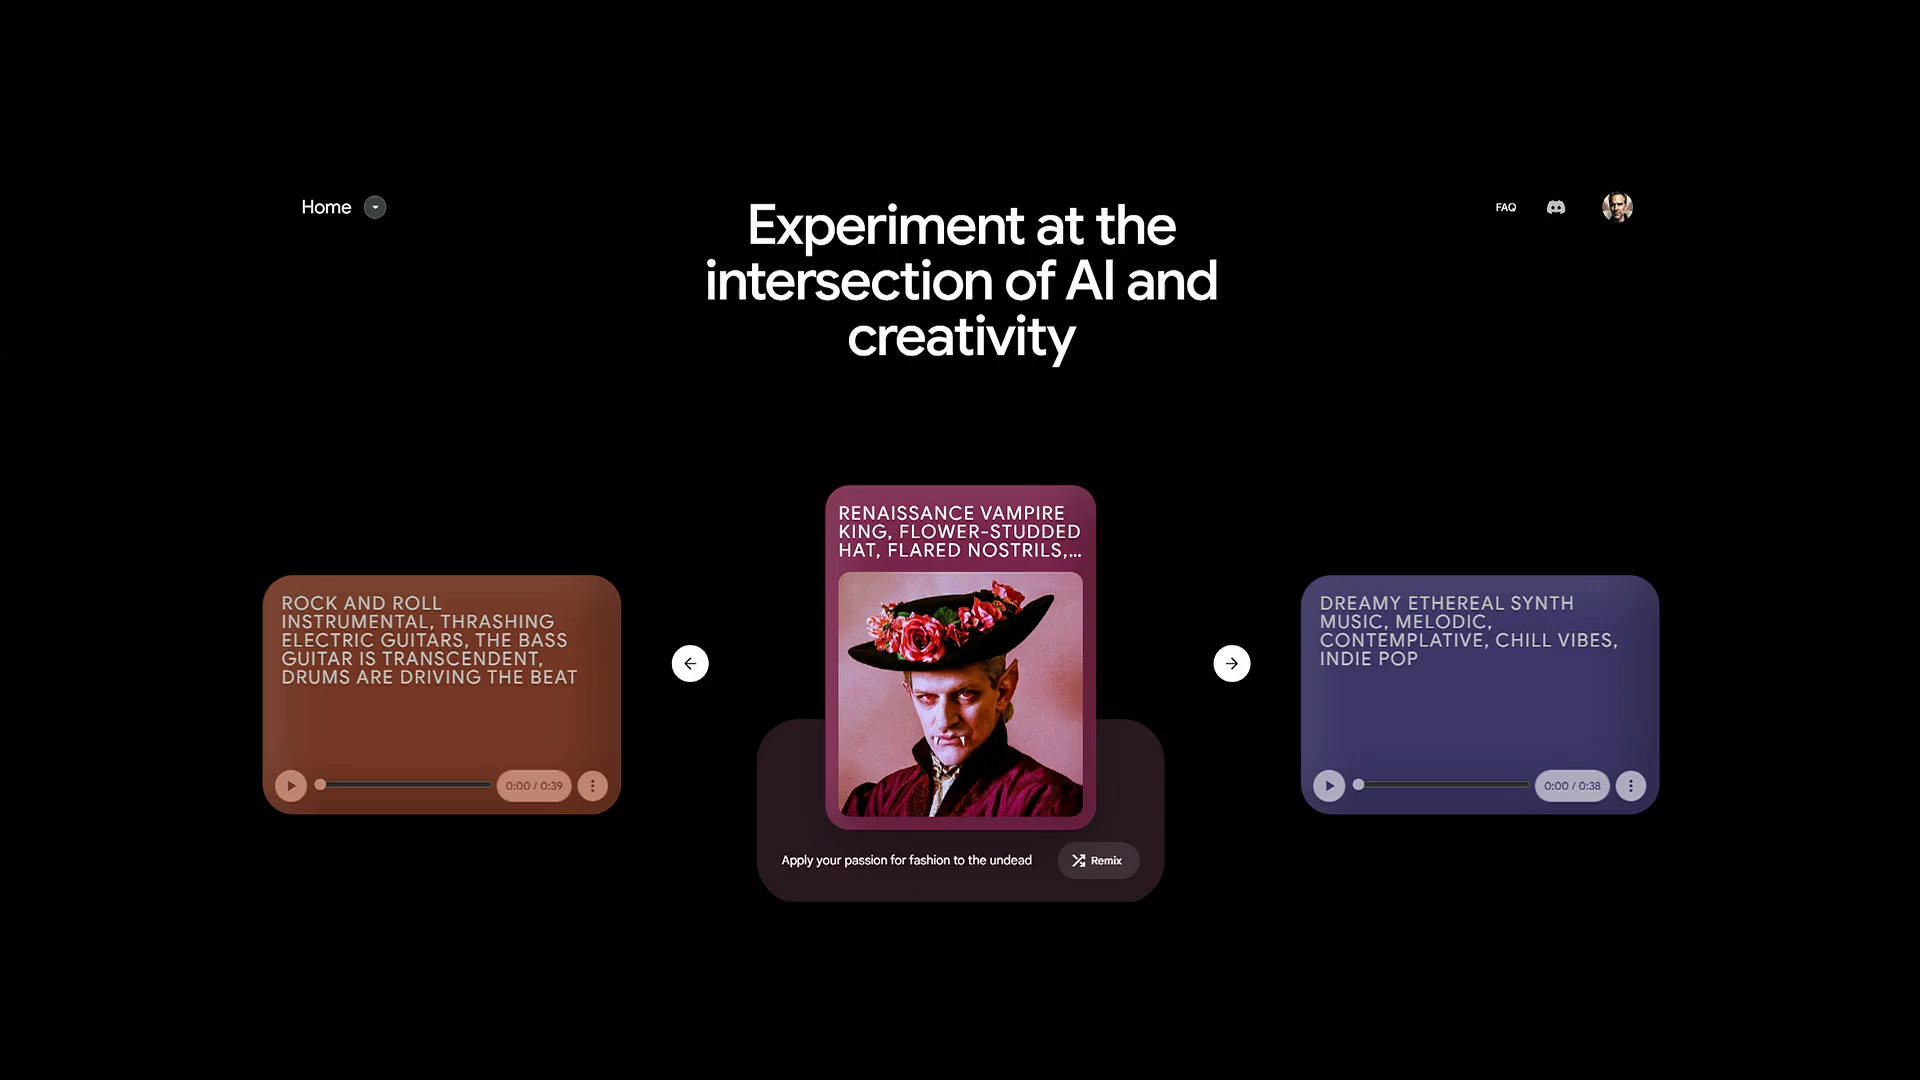 Home
FAQ
Experiment at the
intersection of AI and
creativity
ROCK AND ROLL
INSTRUMENTAL, THRASHING
ELECTRIC GUITARS, THE BASS
GUITAR IS TRANSCENDENT,
DRUMS ARE DRIVING THE BEAT
0:00 / 0:39
RENAISSANCE VAMPIRE
KING, FLOWER-STUDDED
HAT, FLARED NOSTRILS,...
Apply your passion for fashion to the undead
Remix
DREAMY ETHEREAL SYNTH
MUSIC, MELODIC,
CONTEMPLATIVE, CHILL VIBES,
INDIE POP
0:00 / 0:38